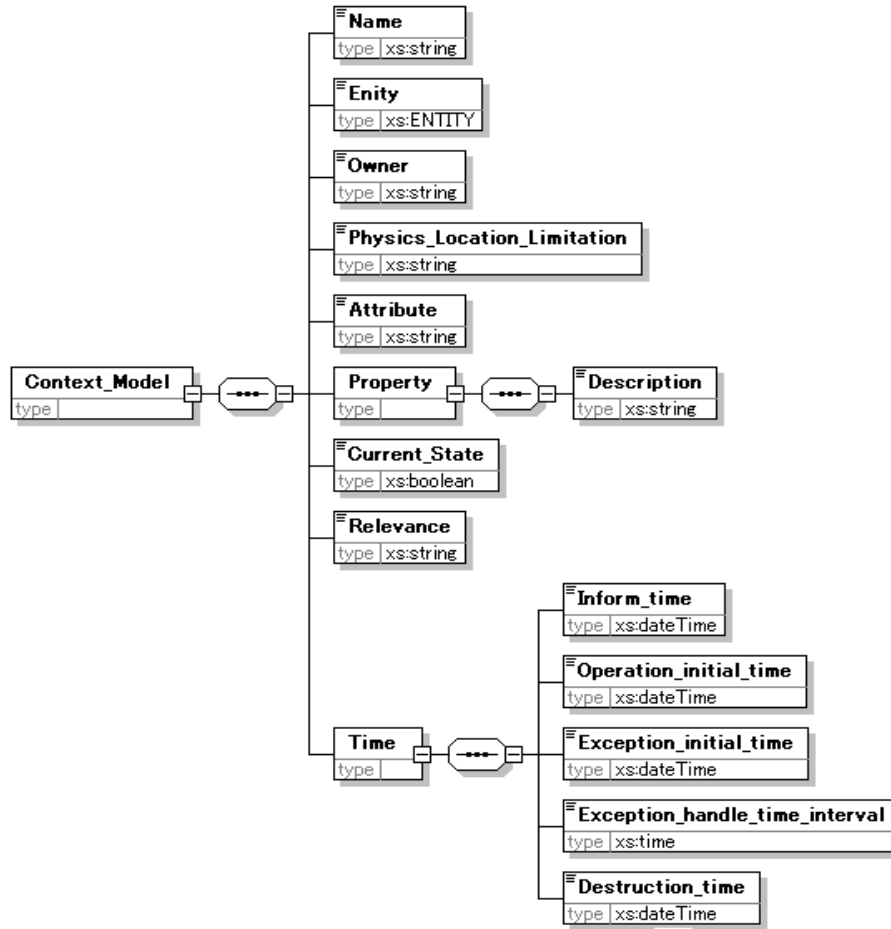 Name
type xs:string
Enity
type xs:ENTITY
Owner
type xs:string
Physics_Location_Limitation
type xs:string
Attribute
type xs:string
Context_Model
type
Property
type
Description
type xs:string
Current_State
type xs:boolean
Relevance
type xs:string
Time
type
Inform_time
type xs:dateTime
Operation_initial_time
type xs:dateTime
Exception_initial_time
type xs:dateTime
Exception_handle_time_interval
type xs:time
Destruction_time
type xs:dateTime